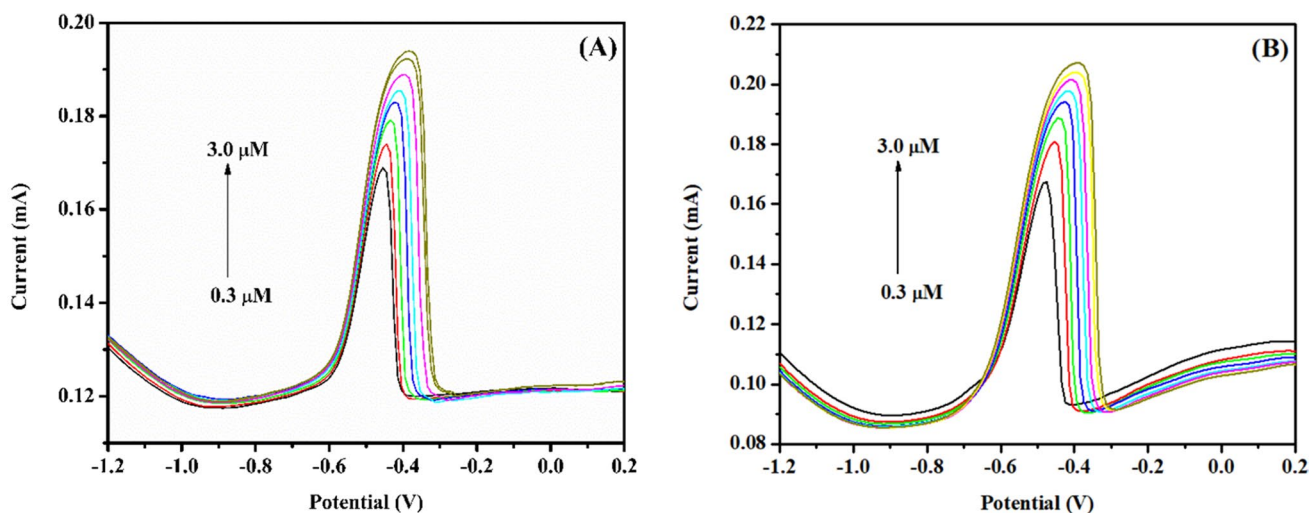 (A)
0.20
0.18
0.16
0.14
0.12
Current (mA)
3.0 μM
0.3 μM
-1.2 -1.0 -0.8 -0.6 -0.4 -0.2 0.0 0.2
Potential (V)
(B)
0.22
0.20
0.18
0.16
0.14
0.12
0.10
0.08
Current (mA)
3.0 μM
0.3 μM
-1.2 -1.0 -0.8 -0.6 -0.4 -0.2 0.0 0.2
Potential (V)